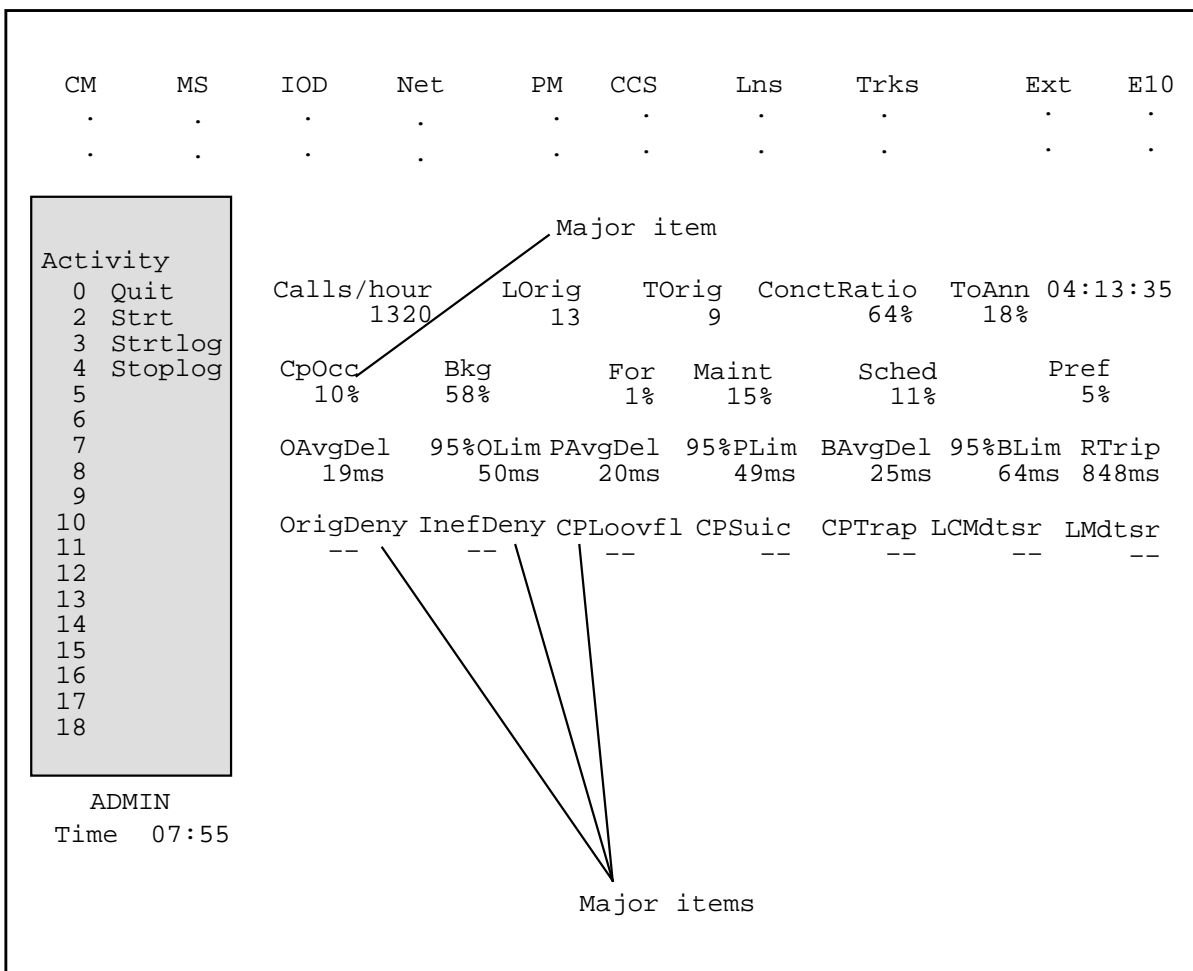 CM MS IOD Net PM CCS Lns Trks Ext E10
. . . . . . . . . .
. . . . . . . . . .
Major item
Activity
0 Quit
2 Strt
3 Strtlog
4 Stoplog
5
6
7
8
9
10
11
12
13
14
15
16
17
18
Calls/hour LOrig TOrig ConctRatio ToAnn 04:13:35
1320 13 9 64% 18%
CpOcc Bkg For Maint Sched Pref
10% 58% 1% 15% 11% 5%
OAvgDel 95%OLim PAvgDel 95%PLim BAvgDel 95%BLim RTrip
19ms 50ms 20ms 49ms 25ms 64ms 848ms
OrigDeny InefDeny CPLoovfl CPSuic CPTrap LCMdtsr LMdtsr
-- -- -- -- -- -- --
ADMIN
Time 07:55
Major items